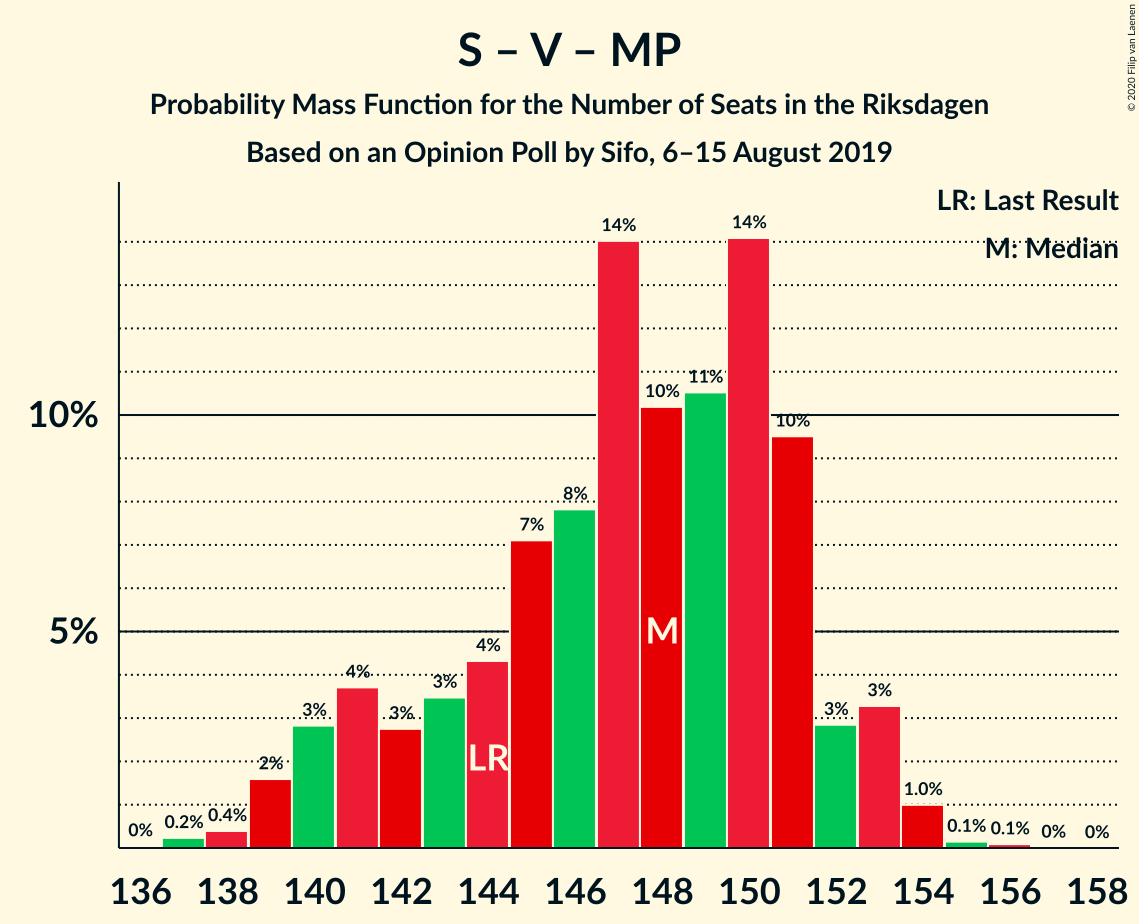 S – V – MP
Probability Mass Function for the Number of Seats in the Riksdagen
Based on an Opinion Poll by Sifo, 6–15 August 2019
© 2020 Filip van Laenen
LR: Last Result
M: Median
10%
5%
0%
0.2%
0.4%
2%
3%
4%
3%
3%
4%
7%
8%
14%
10%
11%
14%
10%
3%
3%
1.0%
0.1%
0.1%
0%
0%
LR
M
136 138 140 142 144 146 148 150 152 154 156 158